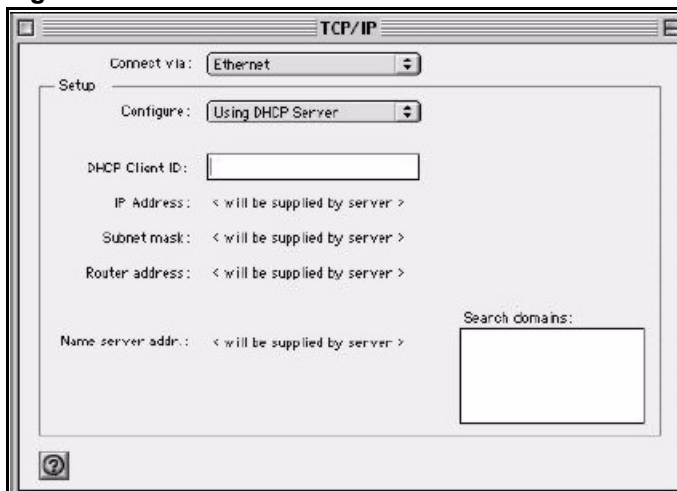 TCP/IP
Connect via: Ethernet
Setup
Configure: Using DHCP Server
DHCP Client ID:
IP Address: < will be supplied by server >
Subnet mask: < will be supplied by server >
Router address: < will be supplied by server >
Search domains:
Name server addr.: < will be supplied by server >
?